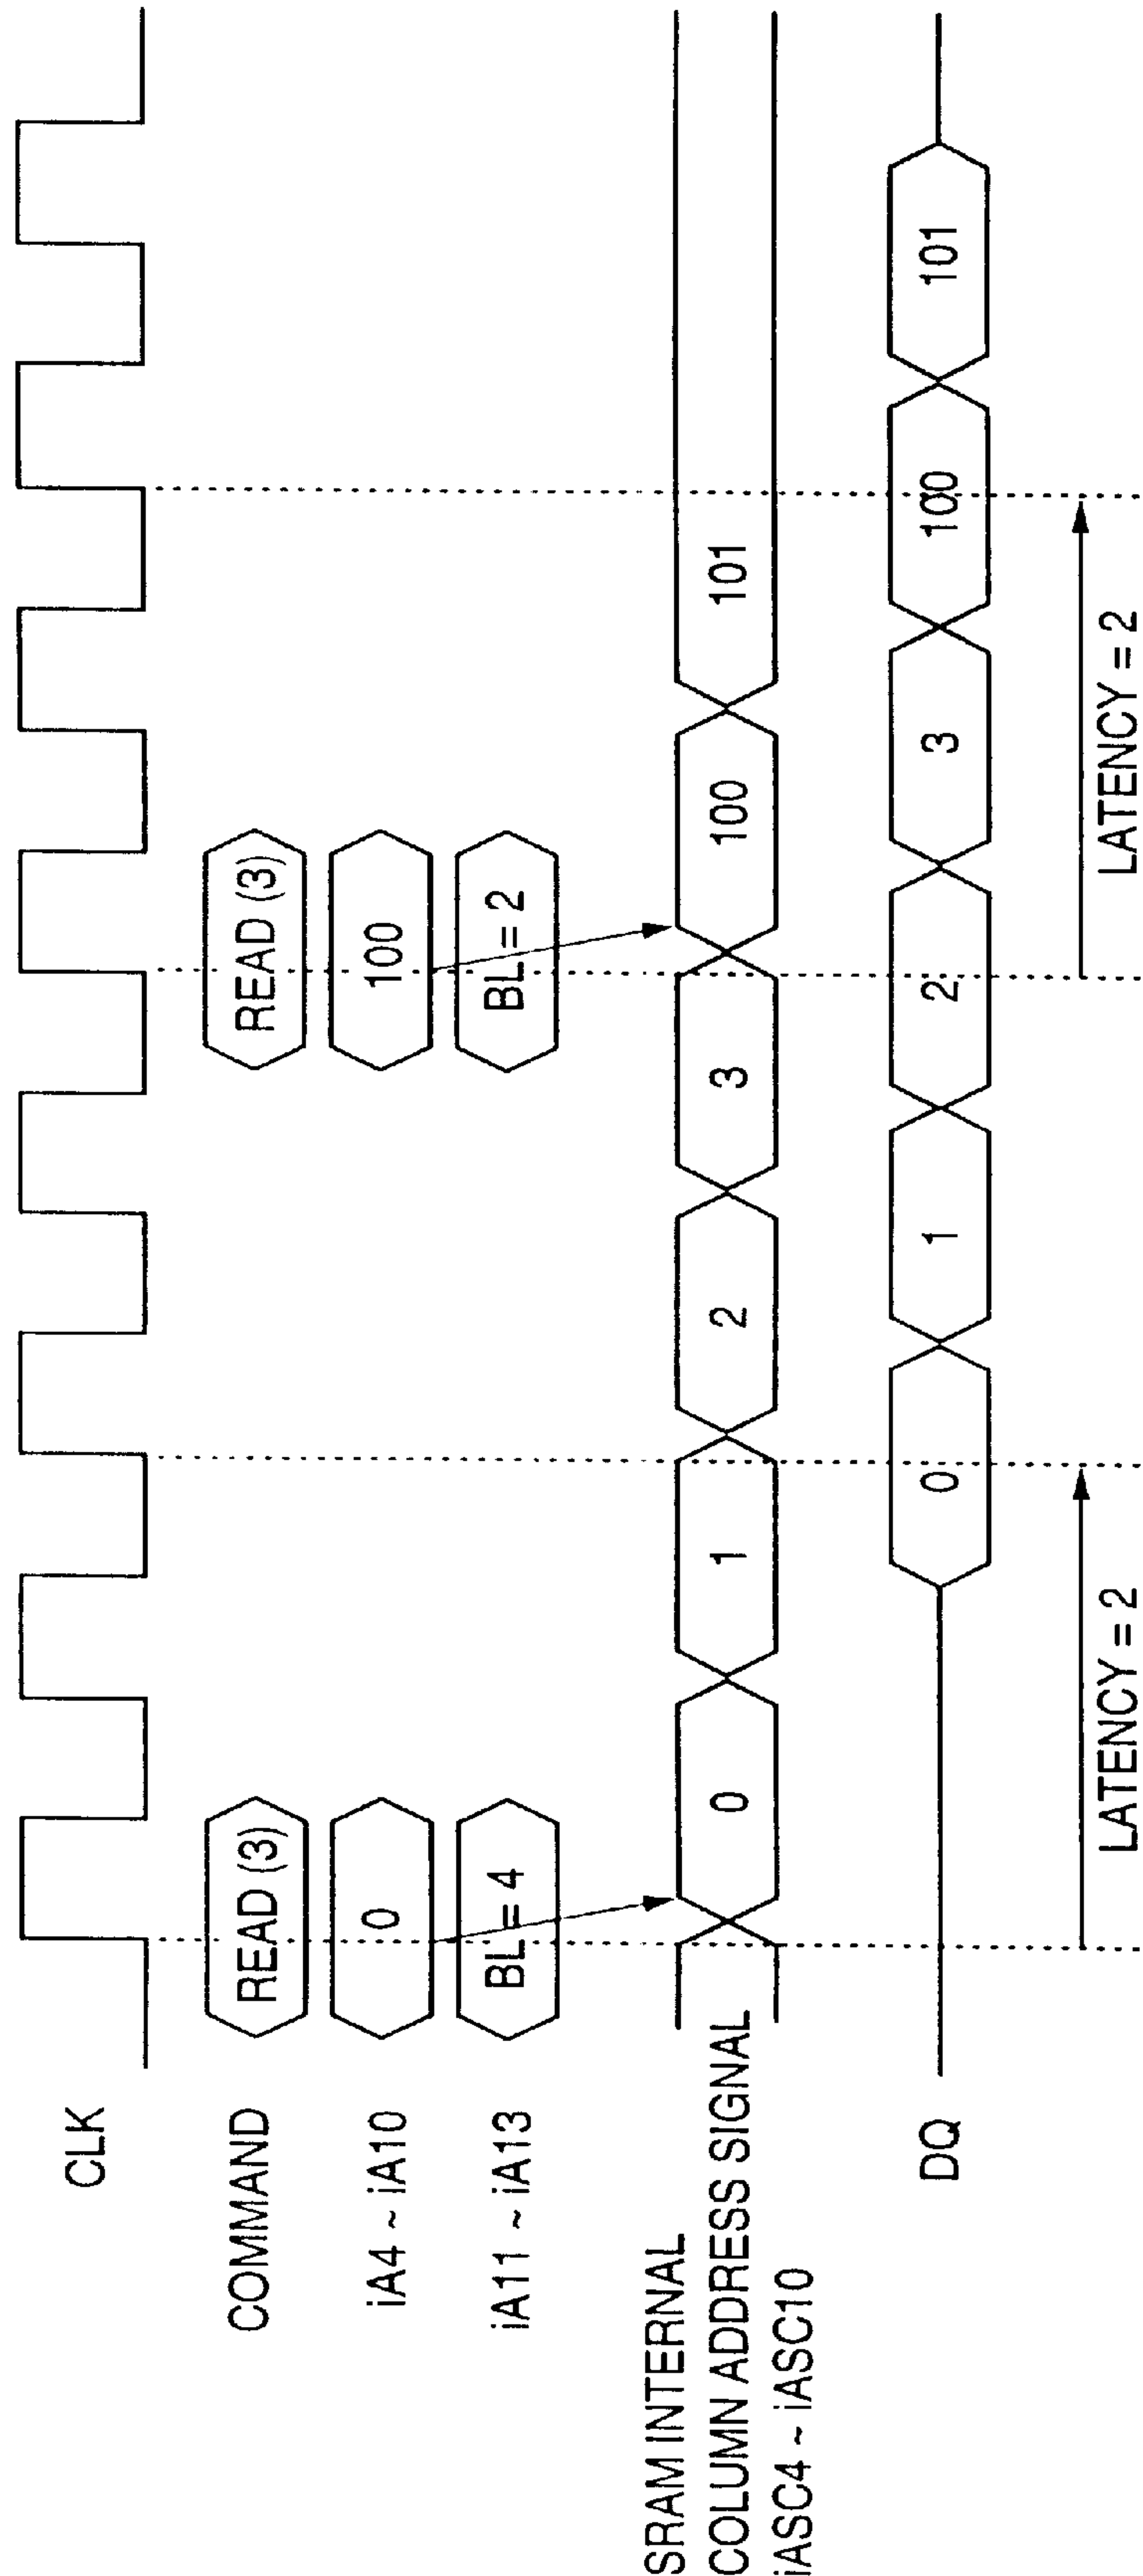 CLK
COMMAND
READ (3)
READ (3)
iA4 ~ iA10
0
100
iA11 ~ iA13
BL = 4
BL = 2
SRAM INTERNAL
COLUMN ADDRESS SIGNAL
iASC4 ~ iASC10
0
1
2
3
100
101
DQ
0
1
2
3
100
101
LATENCY = 2
LATENCY = 2